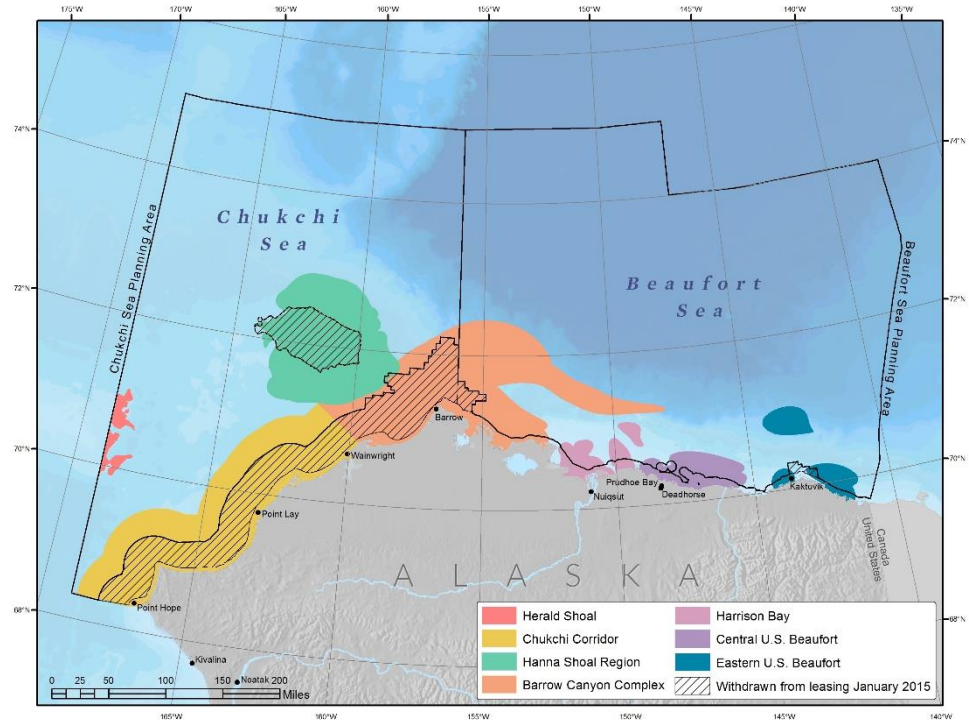 175°W 170°W 165°W 160°W 155°W 150°W 145°W 140°W 135°W
74°N
74°N
Chukchi
Sea
Beaufort
Sea
Chukchi Sea Planning Area
Beaufort Sea Planning Area
72°N
72°N
Barrow
70°N
70°N
Wainwright
Prudhoe Bay
Deadhorse
Kaktovik
Nuiqsut
Point Lay
Canada
United States
ALASKA
68°N
68°N
Point Hope
Kivalina
Noatak
Herald Shoal
Chukchi Corridor
Hanna Shoal Region
Barrow Canyon Complex
Harrison Bay
Central U.S. Beaufort
Eastern U.S. Beaufort
Withdrawn from leasing January 2015
0 25 50 100 150 200
Miles
165°W 160°W 155°W 150°W 145°W 140°W